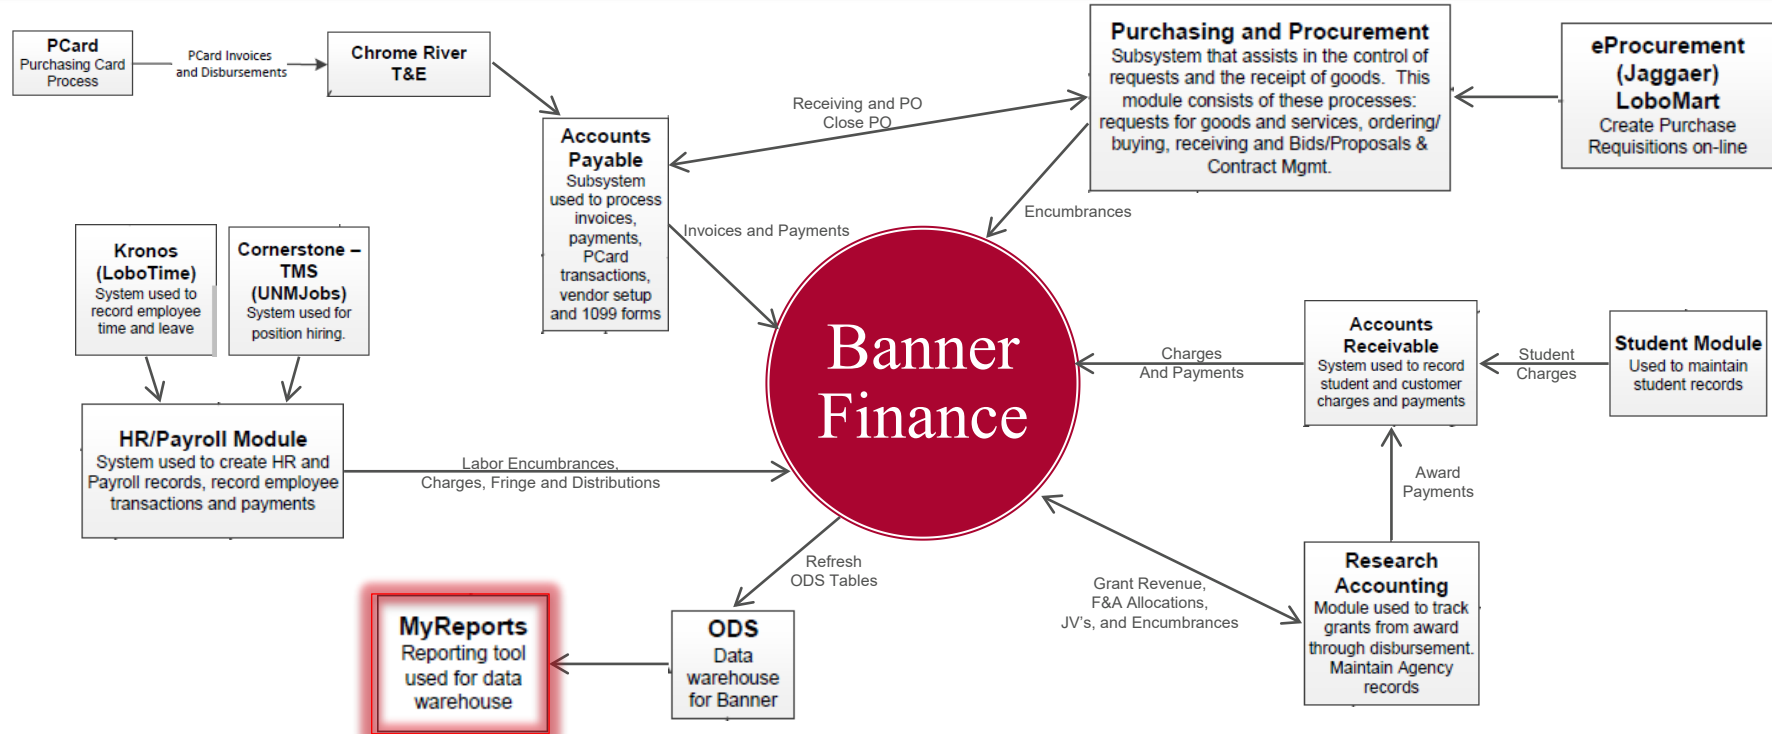 PCard
Purchasing Card
Process
PCard Invoices
and Disbursements
Chrome River
T&E
Accounts
Payable
Subsystem
used to process
invoices,
payments,
PCard
transactions,
vendor setup
and 1099 forms
Receiving and PO
Close PO
Purchasing and Procurement
Subsystem that assists in the control of
requests and the receipt of goods. This
module consists of these processes:
requests for goods and services, ordering/
buying, receiving and Bids/Proposals &
Contract Mgmt.
eProcurement
(Jaggaer)
LoboMart
Create Purchase
Requisitions on-line
Encumbrances
Invoices and Payments
Kronos
(LoboTime)
System used to
record employee
time and leave
Cornerstone –
TMS
(UNMJobs)
System used for
position hiring.
HR/Payroll Module
System used to create HR and
Payroll records, record employee
transactions and payments
Labor Encumbrances,
Charges, Fringe and Distributions
Banner
Finance
Charges
And Payments
Accounts
Receivable
System used to record
student and customer
charges and payments
Student
Charges
Student Module
Used to maintain
student records
Award
Payments
Research
Accounting
Module used to track
grants from award
through disbursement.
Maintain Agency
records
Grant Revenue,
F&A Allocations,
JV's, and Encumbrances
Refresh
ODS Tables
ODS
Data
warehouse
for Banner
MyReports
Reporting tool
used for data
warehouse